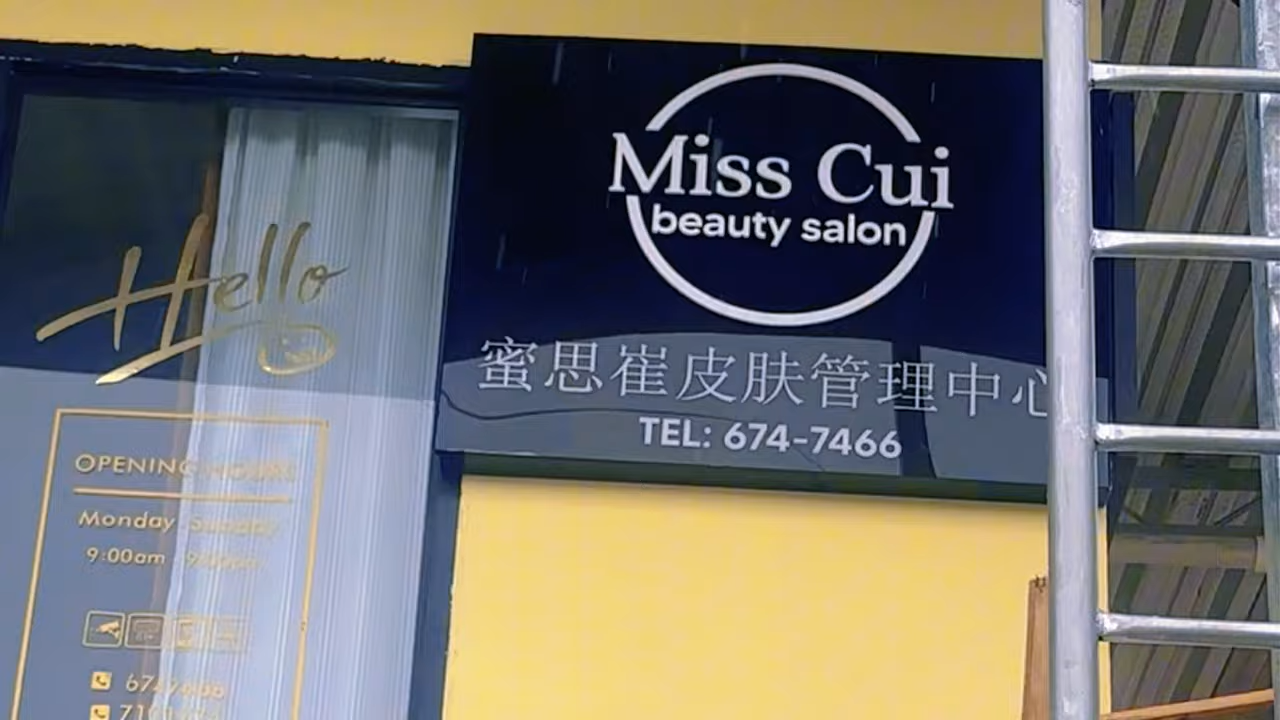 Miss Cui
beauty salon
蜜思崔皮肤管理中心
TEL: 674-7466
Hello
OPENING HOURS
Monday Sunday
9:00am